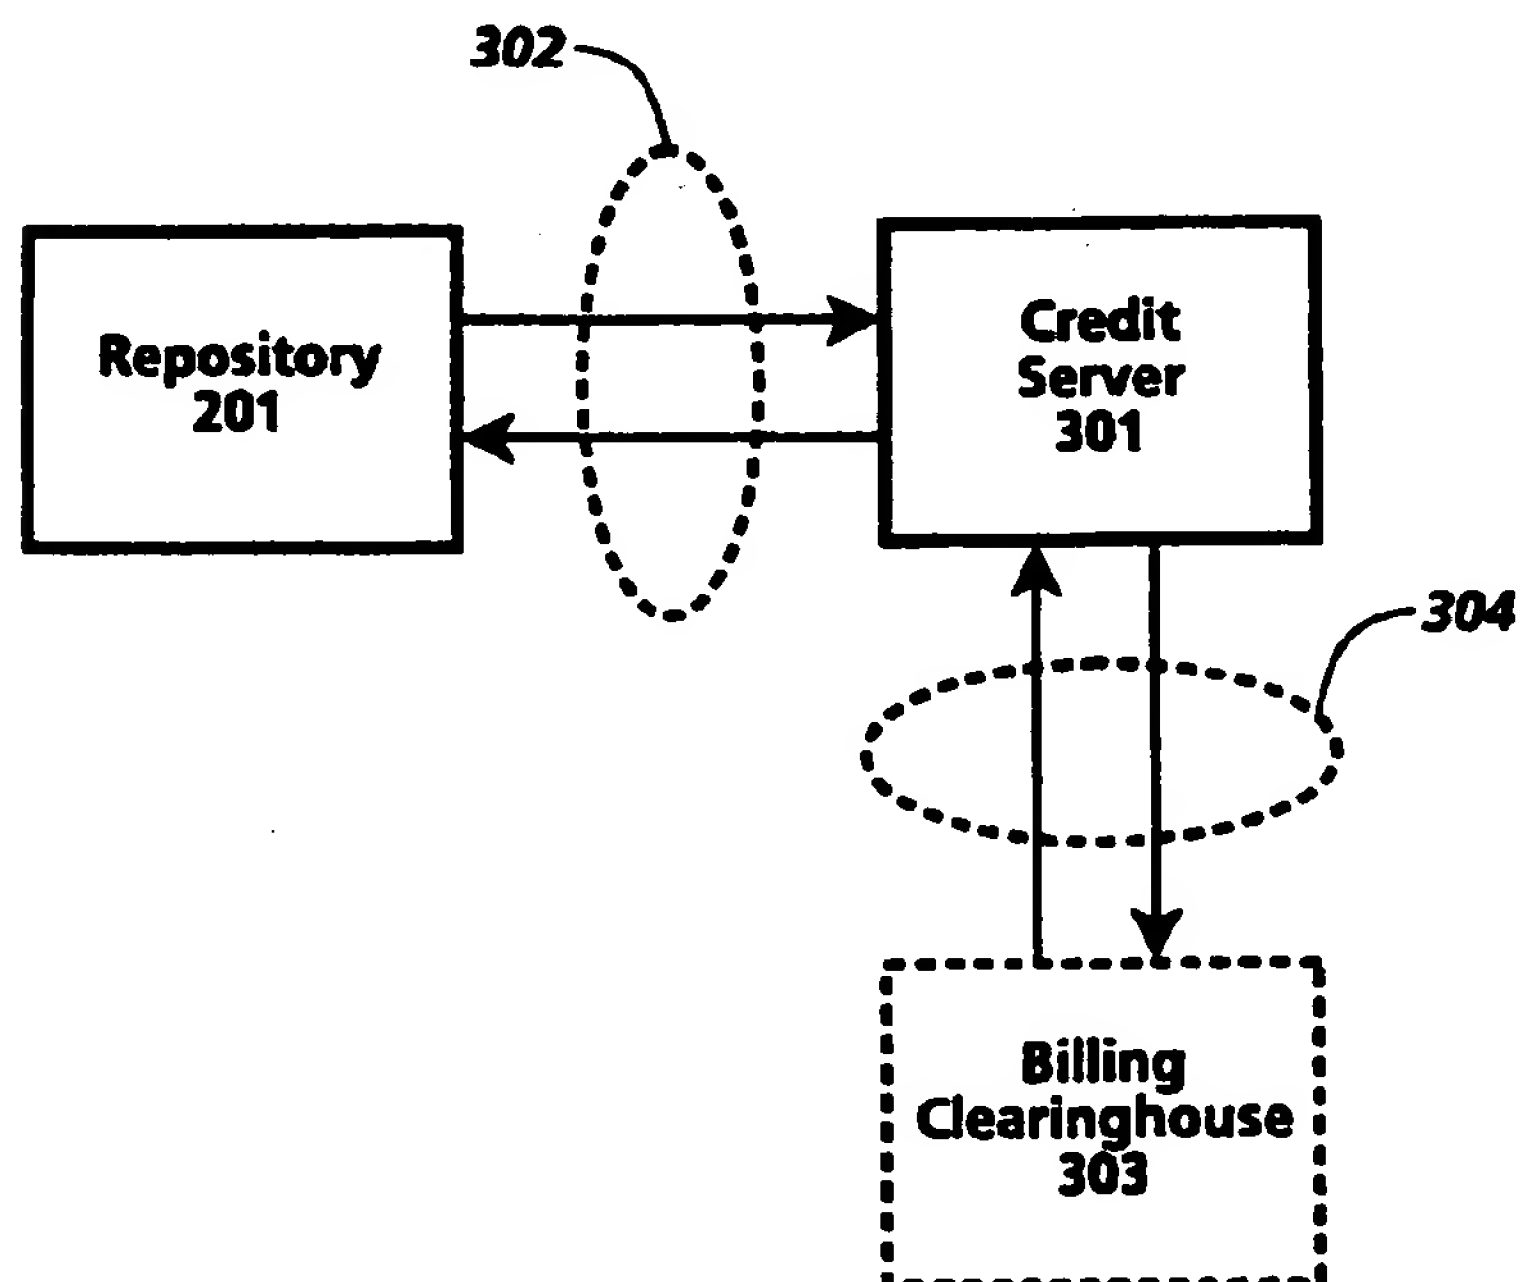 302
Repository
201
Credit
Server
301
304
Billing
Clearinghouse
303